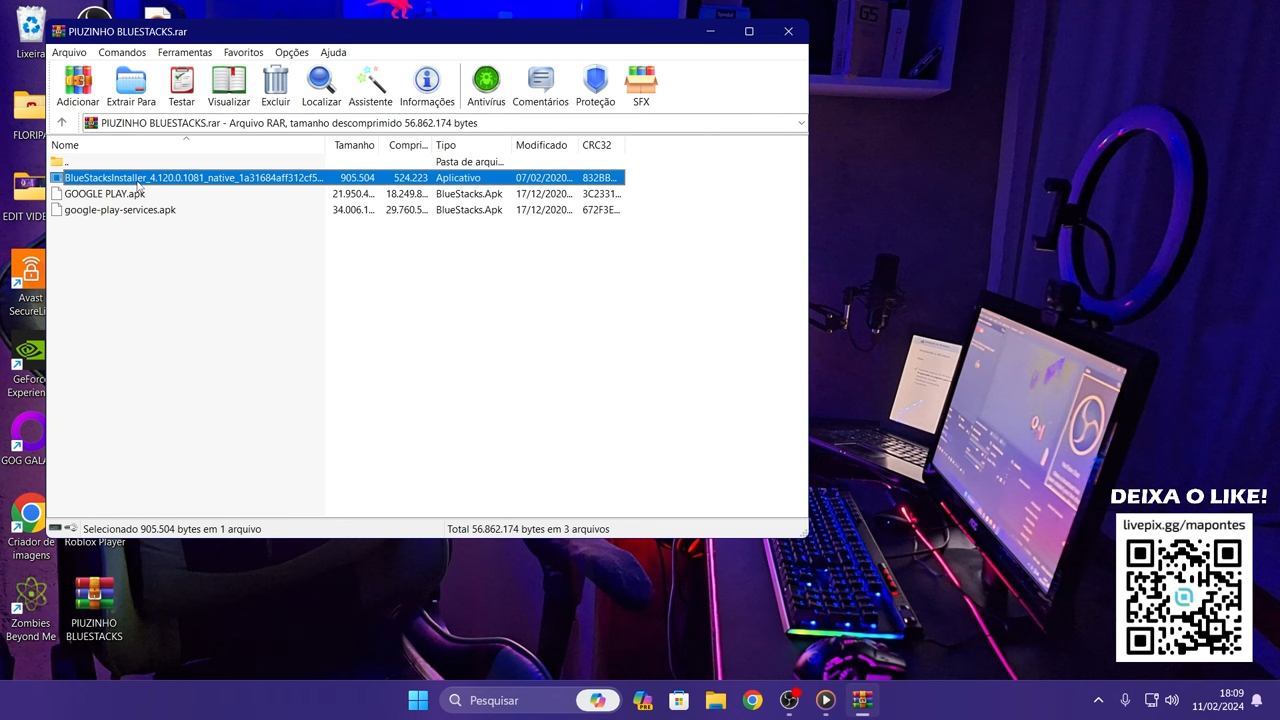 PIUZINHO BLUESTACKS.rar
Arquivo Comandos Ferramentas Favoritos Opções Ajuda
Adicionar Extrair Para Testar Visualizar Excluir Localizar Assistente Informações Antivírus Comentários Proteção SFX
PIUZINHO BLUESTACKS.rar - Arquivo RAR, tamanho descomprimido 56.862.174 bytes
Nome Tamanho Compri... Tipo Modificado CRC32
.. Pasta de arqui...
BlueStacksInstaller_4.120.0.1081_native_1a31684aff312cf5... 905.504 524.223 Aplicativo 07/02/2020... 832BB...
GOOGLE PLAY.apk 21.950.4... 18.249.8... BlueStacks.Apk 17/12/2020... 3C2331...
google-play-services.apk 34.006.1... 29.760.5... BlueStacks.Apk 17/12/2020... 672F3E...
Selecionado 905.504 bytes em 1 arquivo Total 56.862.174 bytes em 3 arquivos
Lixeira
FLORIP
EDIT VIDE
Avast
SecureLi
GeForce
Experien
GOG GALA
Criador de
imagens
Roblox Player
Zombies
Beyond Me
PIUZINHO
BLUESTACKS
G5
DEIXA O LIKE!
livepix.gg/mapontes
Pesquisar
PRE
18:09
11/02/2024